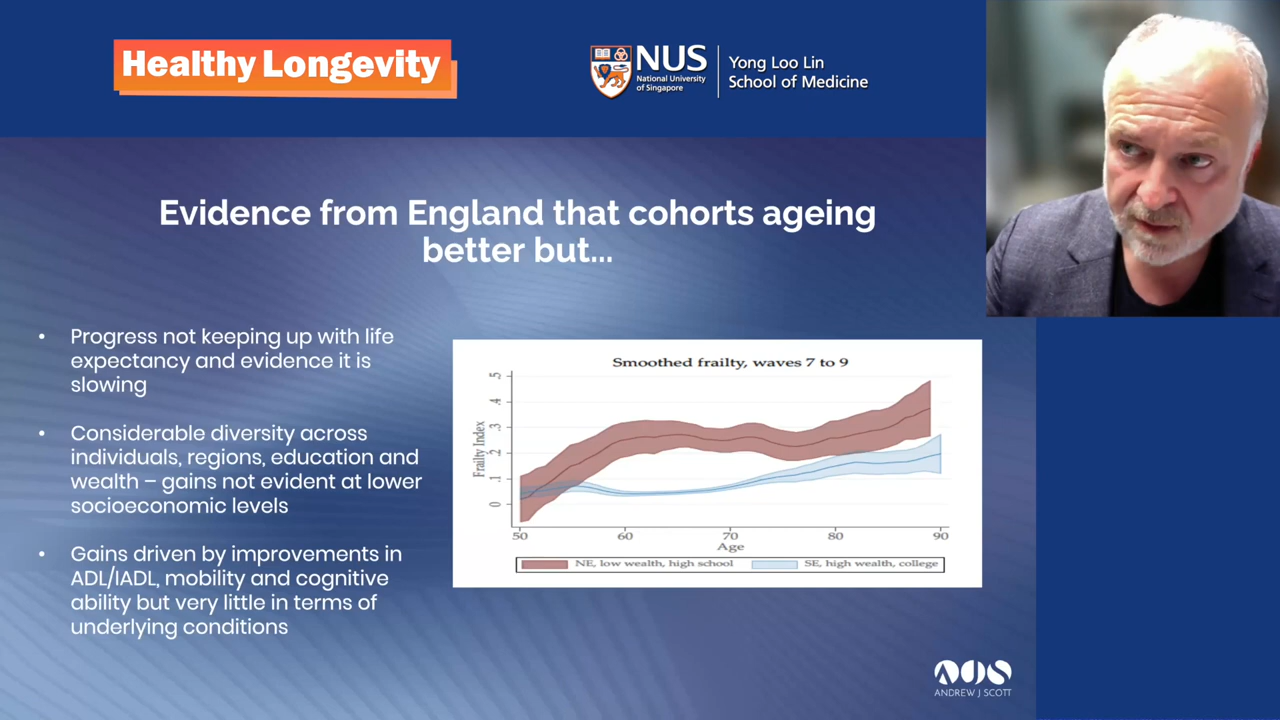 Healthy Longevity
NUS
National University
of Singapore
Yong Loo Lin
School of Medicine
Evidence from England that cohorts ageing
better but...
• Progress not keeping up with life
expectancy and evidence it is
slowing
• Considerable diversity across
individuals, regions, education and
wealth – gains not evident at lower
socioeconomic levels
• Gains driven by improvements in
ADL/IADL, mobility and cognitive
ability but very little in terms of
underlying conditions
Smoothed frailty, waves 7 to 9
Frailty Index
.5
.4
.3
.2
.1
0
50 60 70 80 90
Age
NE, low wealth, high school SE, high wealth, college
AJS
ANDREW J SCOTT